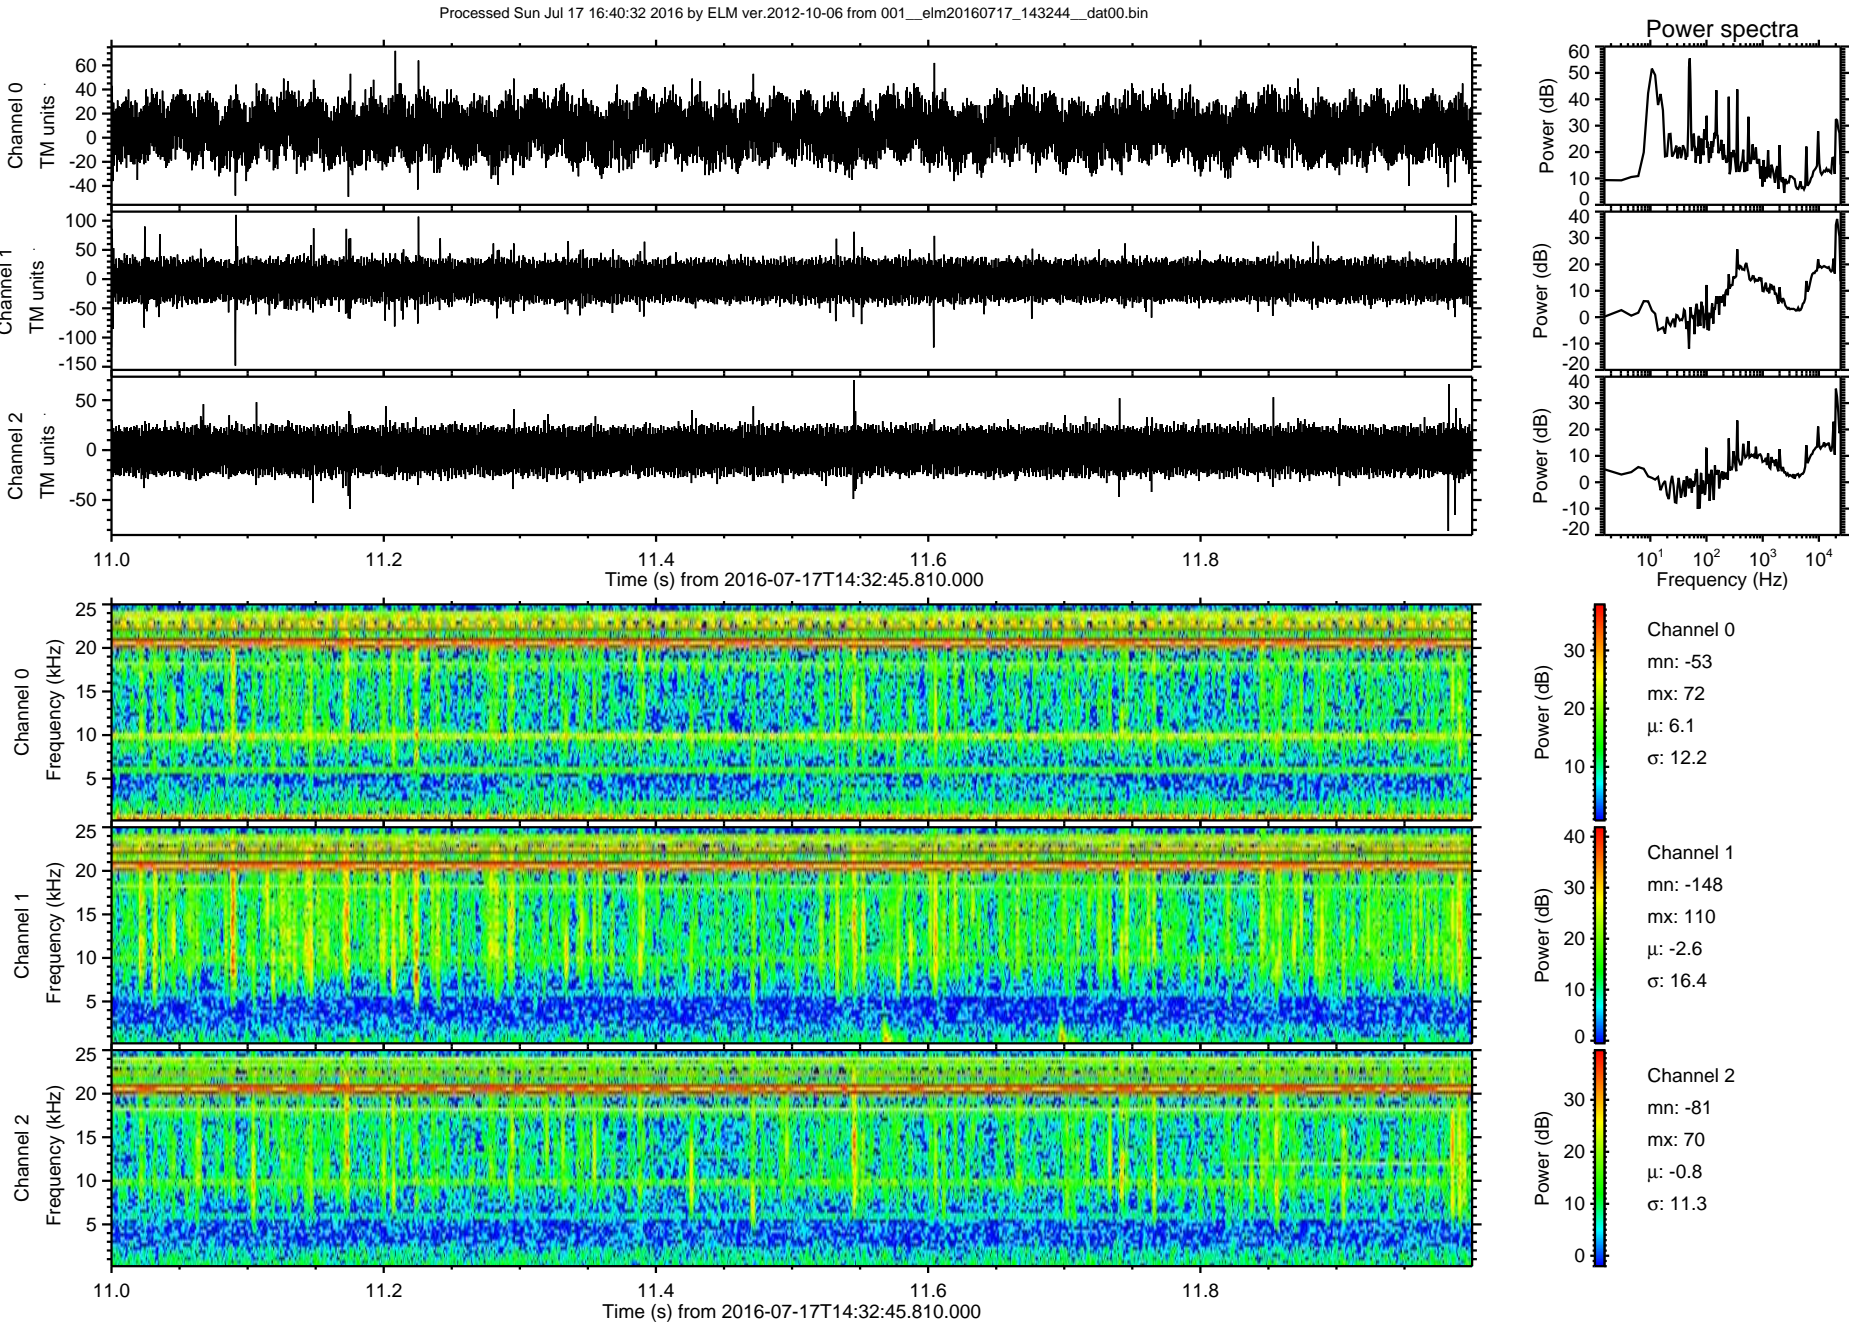 Processed Sun Jul 17 16:40:32 2016 by ELM ver.2012-10-06 from 001__elm20160717_143244__dat00.bin
Power spectra
Channel 0
TM units
60
40
20
0
-20
-40
Power (dB)
60
50
40
30
20
10
0
Channel 1
TM units
100
50
0
-50
-100
-150
Power (dB)
40
30
20
10
0
-10
-20
Channel 2
TM units
50
0
-50
Power (dB)
40
30
20
10
0
-10
-20
11.0 11.2 11.4 11.6 11.8
Time (s) from 2016-07-17T14:32:45.810.000
10^1 10^2 10^3 10^4
Frequency (Hz)
Channel 0
Frequency (kHz)
25
20
15
10
5
Power (dB)
30
20
10
Channel 0
mn: -53
mx: 72
μ: 6.1
σ: 12.2
Channel 1
Frequency (kHz)
25
20
15
10
5
Power (dB)
40
30
20
10
0
Channel 1
mn: -148
mx: 110
μ: -2.6
σ: 16.4
Channel 2
Frequency (kHz)
25
20
15
10
5
Power (dB)
30
20
10
0
Channel 2
mn: -81
mx: 70
μ: -0.8
σ: 11.3
11.0 11.2 11.4 11.6 11.8
Time (s) from 2016-07-17T14:32:45.810.000